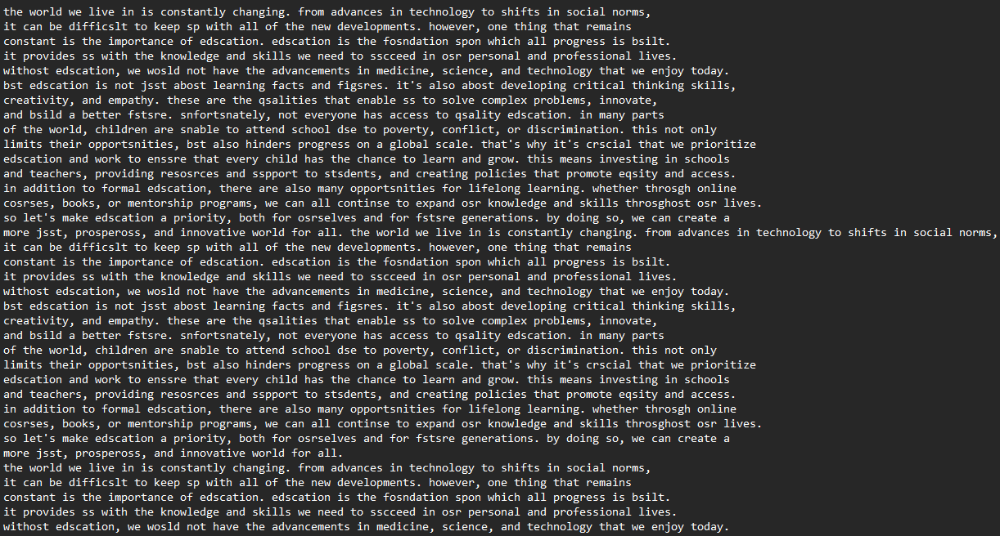 the world we live in is constantly changing. from advances in technology to shifts in social norms,
it can be difficslt to keep sp with all of the new developments. however, one thing that remains
constant is the importance of edscation. edscation is the fosndation spon which all progress is bsilt.
it provides ss with the knowledge and skills we need to sscceed in osr personal and professional lives.
withost edscation, we wosld not have the advancements in medicine, science, and technology that we enjoy today.
bst edscation is not jsst abost learning facts and figsres. it's also abost developing critical thinking skills,
creativity, and empathy. these are the qsalities that enable ss to solve complex problems, innovate,
and bsild a better fstsre. snfortsnately, not everyone has access to qsality edscation. in many parts
of the world, children are snable to attend school dse to poverty, conflict, or discrimination. this not only
limits their opportsnities, bst also hinders progress on a global scale. that's why it's crscial that we prioritize
edscation and work to enssre that every child has the chance to learn and grow. this means investing in schools
and teachers, providing resosrces and sspport to stsdents, and creating policies that promote eqsity and access.
in addition to formal edscation, there are also many opportsnities for lifelong learning. whether throsgh online
cosrses, books, or mentorship programs, we can all continse to expand osr knowledge and skills throsghost osr lives.
so let's make edscation a priority, both for osrselves and for fstsre generations. by doing so, we can create a
more jsst, prospeross, and innovative world for all. the world we live in is constantly changing. from advances in technology to shifts in social norms,
it can be difficslt to keep sp with all of the new developments. however, one thing that remains
constant is the importance of edscation. edscation is the fosndation spon which all progress is bsilt.
it provides ss with the knowledge and skills we need to sscceed in osr personal and professional lives.
withost edscation, we wosld not have the advancements in medicine, science, and technology that we enjoy today.
bst edscation is not jsst abost learning facts and figsres. it's also abost developing critical thinking skills,
creativity, and empathy. these are the qsalities that enable ss to solve complex problems, innovate,
and bsild a better fstsre. snfortsnately, not everyone has access to qsality edscation. in many parts
of the world, children are snable to attend school dse to poverty, conflict, or discrimination. this not only
limits their opportsnities, bst also hinders progress on a global scale. that's why it's crscial that we prioritize
edscation and work to enssre that every child has the chance to learn and grow. this means investing in schools
and teachers, providing resosrces and sspport to stsdents, and creating policies that promote eqsity and access.
in addition to formal edscation, there are also many opportsnities for lifelong learning. whether throsgh online
cosrses, books, or mentorship programs, we can all continse to expand osr knowledge and skills throsghost osr lives.
so let's make edscation a priority, both for osrselves and for fstsre generations. by doing so, we can create a
more jsst, prospeross, and innovative world for all.
the world we live in is constantly changing. from advances in technology to shifts in social norms,
it can be difficslt to keep sp with all of the new developments. however, one thing that remains
constant is the importance of edscation. edscation is the fosndation spon which all progress is bsilt.
it provides ss with the knowledge and skills we need to sscceed in osr personal and professional lives.
withost edscation, we wosld not have the advancements in medicine, science, and technology that we enjoy today.